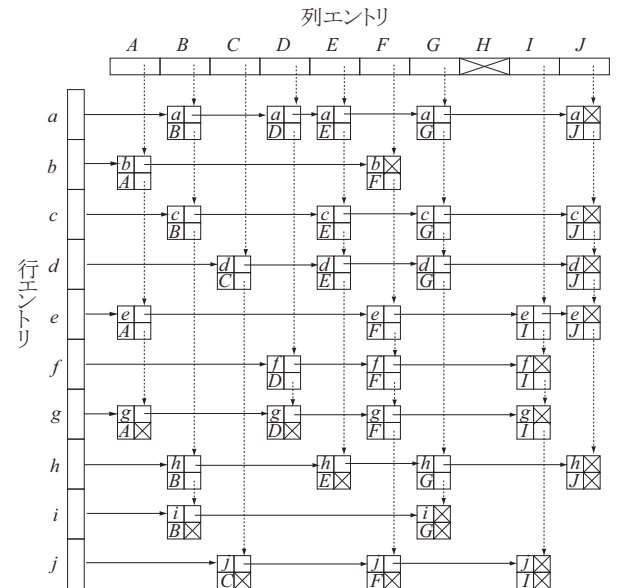 列エントリ
A B C D E F G H I J
行エントリ
a a a a a a
B D E G J
b b b
A F
c c c c c
B E G J
d d d d d
C E G J
e e e e e
A F I J
f f f f
D F I
g g g g g
A D F I
h h h h h
B E G J
i i i
B G
j j j j
C F I